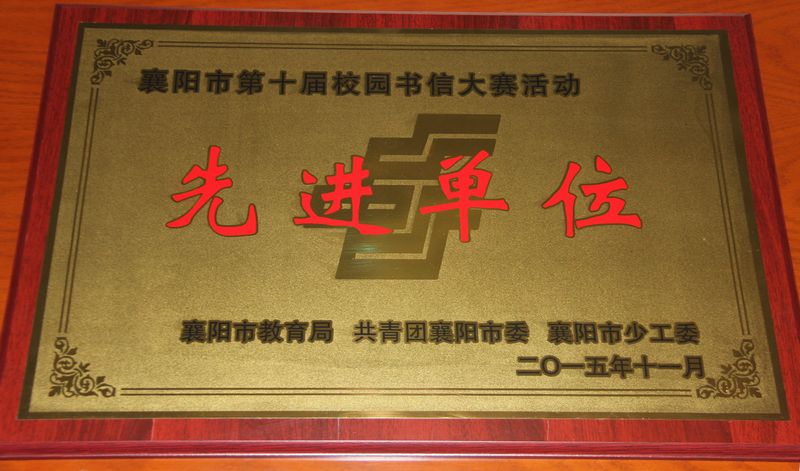 襄阳市第十届校园书信大赛活动
先进单位
襄阳市教育局 共青团襄阳市委 襄阳市少工委
二〇一五年十一月